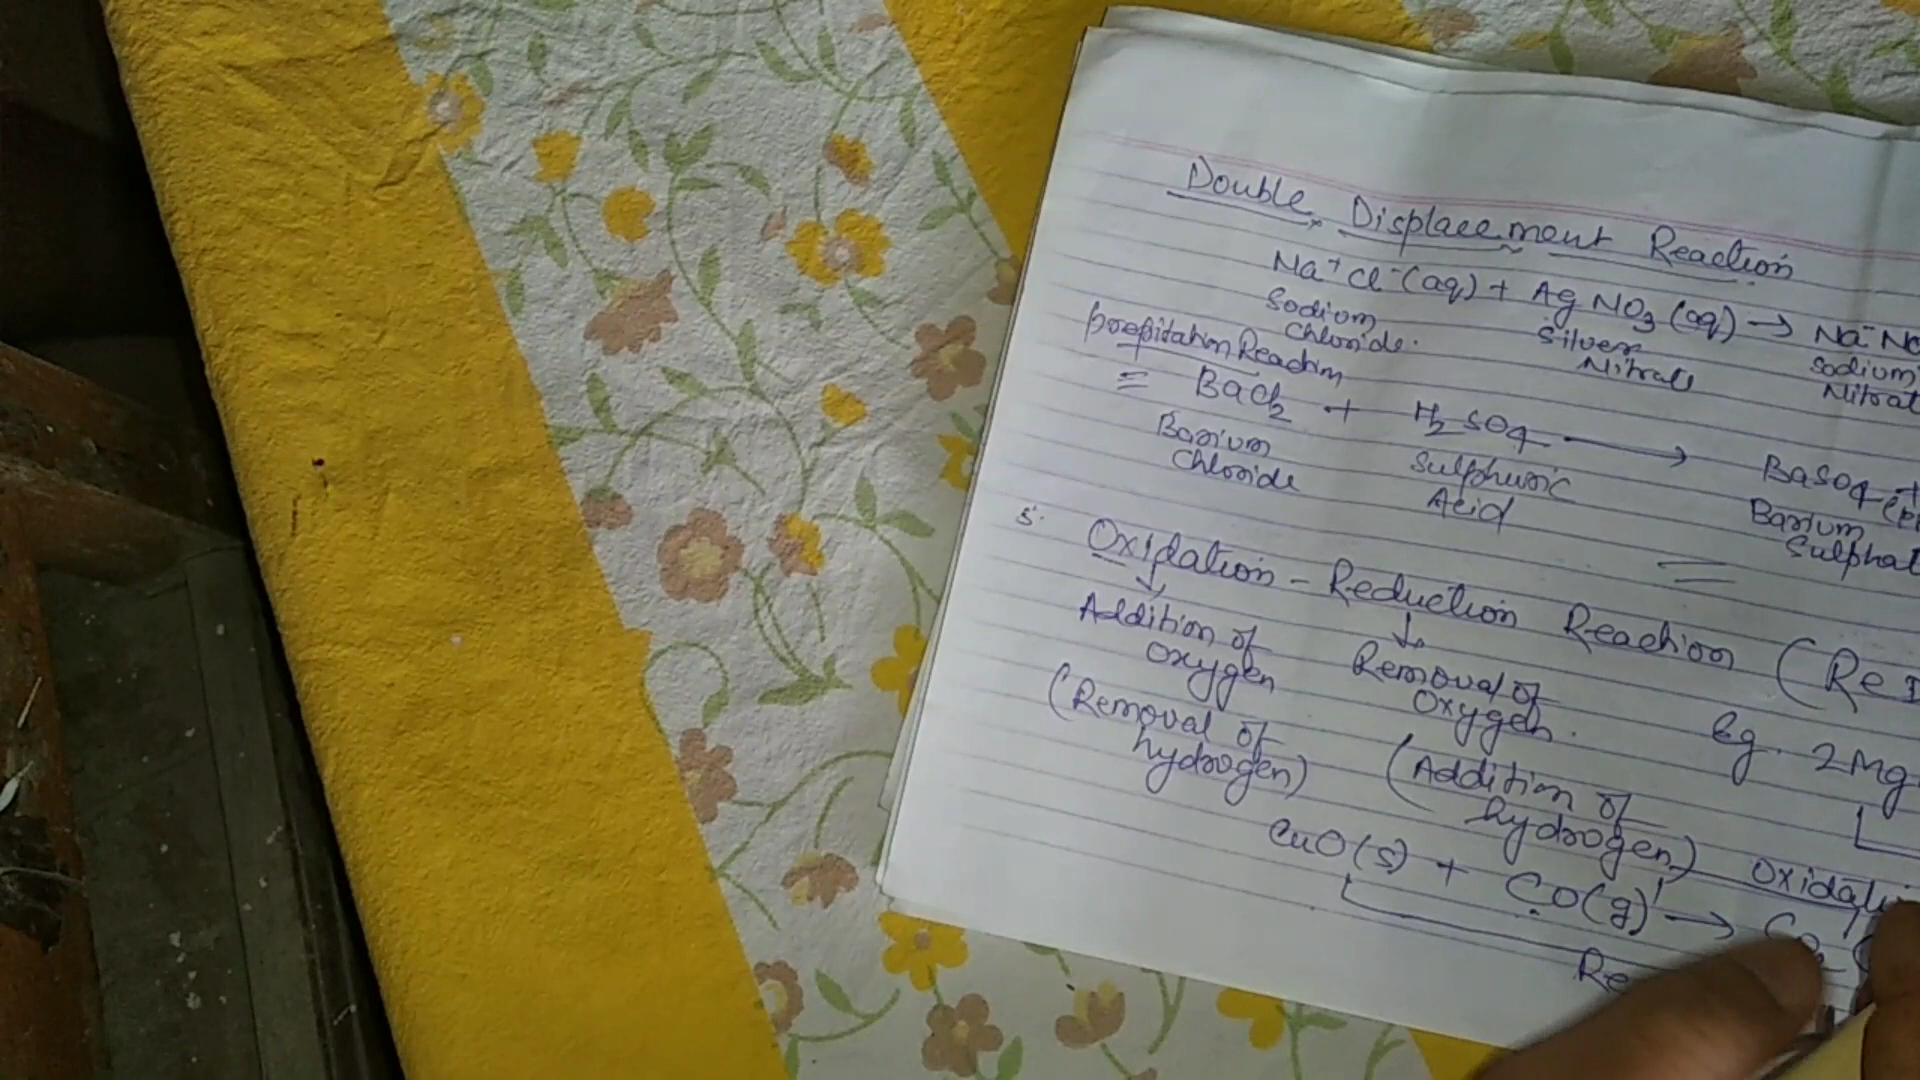 Double Displacement Reaction
Na⁺Cl⁻(aq) + AgNO₃(aq) → Na⁻NO
Sodium Chloride. Silver Nitrate Sodium Nitrat
Precpitation Reaction
= BaCl₂ + H₂SO₄ → BaSO₄
Barium Chloride Sulphuric Acid Barium Sulphat
5. Oxidation - Reduction Reaction (Re
Addition of Oxygen Removal of Oxygen.
(Removal of hydrogen) (Addition of hydrogen)
Eg. 2Mg
CuO(s) + CO(g) →
Re